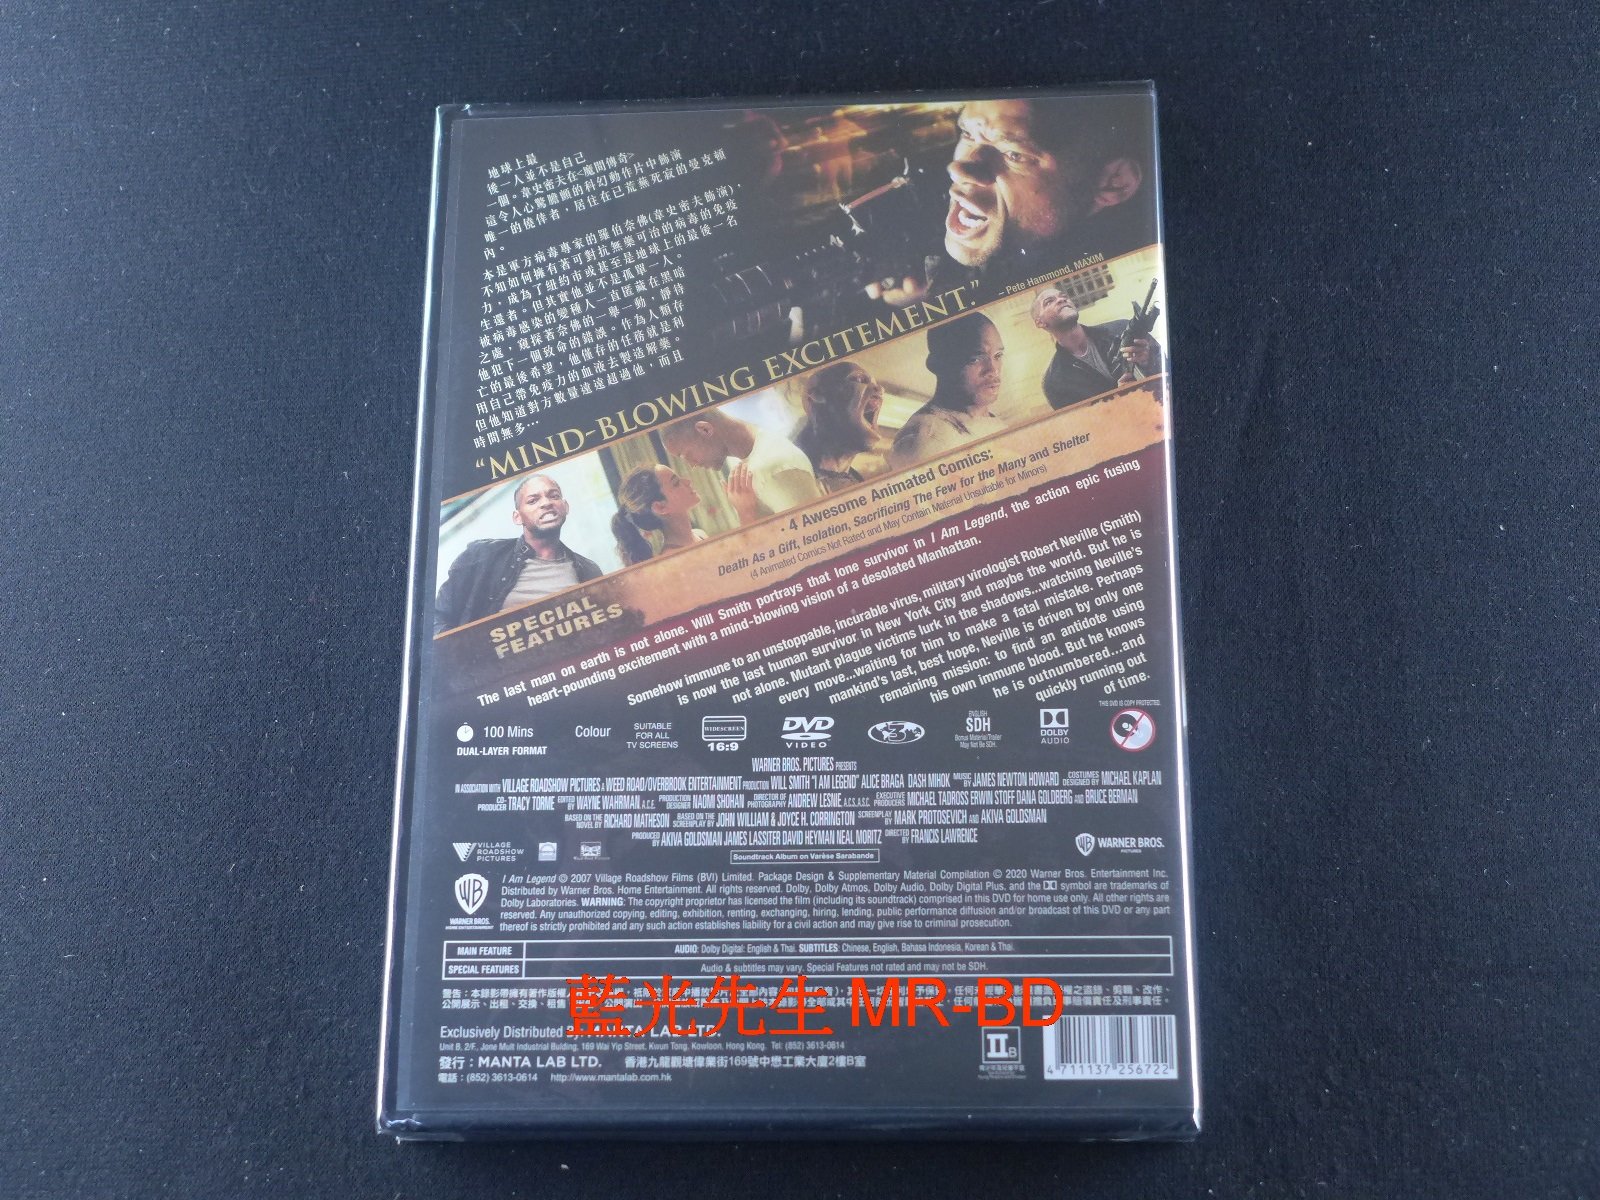 地球上最
後一人並不是自己
一個。韋史密夫在<魔間傳奇>
這令人心驚膽顫的科幻動作片中飾演
唯一的僥倖者，居住在已荒蕪死寂的曼克頓
內。
本是軍方病毒專家的羅伯奈佛(韋史密夫飾演)，
不知如何擁有著可對抗無藥可治的病毒的免疫
力，成為了紐約市或甚至是地球上的最後一名
生還者。但其實他並不是孤單一人。
被病毒感染的變種人一直匿藏在黑暗
之處，窺探著奈佛的一舉一動，靜待
他犯下一個致命的錯誤。作為人類存
亡的最後希望，他僅存的任務就是利
用自己帶免疫力的血液去製造解藥。
但他知道對方數量遠遠超過他，而且
時間無多…
"MIND-BLOWING EXCITEMENT."
– Pete Hammond, MAXIM
SPECIAL
FEATURES
· 4 Awesome Animated Comics:
Death As a Gift, Isolation, Sacrificing The Few for the Many and Shelter
(4 Animated Comics Not Rated and May Contain Material Unsuitable for Minors)
The last man on earth is not alone. Will Smith portrays that lone survivor in I Am Legend, the action epic fusing
heart-pounding excitement with a mind-blowing vision of a desolated Manhattan.
Somehow immune to an unstoppable, incurable virus, military virologist Robert Neville (Smith)
is now the last human survivor in New York City and maybe the world. But he is
not alone. Mutant plague victims lurk in the shadows...watching Neville's
every move...waiting for him to make a fatal mistake. Perhaps
mankind's last, best hope, Neville is driven by only one
remaining mission: to find an antidote using
his own immune blood. But he knows
he is outnumbered...and
quickly running out
of time.
THIS DVD IS COPY PROTECTED.
100 Mins
Colour
SUITABLE
FOR ALL
TV SCREENS
WIDESCREEN
16:9
DVD
VIDEO
3
ENGLISH
SDH
Bonus Material/Trailer
May Not Be SDH.
DOLBY
AUDIO
DUAL-LAYER FORMAT
WARNER BROS. PICTURES PRESENTS
IN ASSOCIATION WITH VILLAGE ROADSHOW PICTURES A WEED ROAD/OVERBROOK ENTERTAINMENT PRODUCTION WILL SMITH "I AM LEGEND" ALICE BRAGA DASH MIHOK MUSIC BY JAMES NEWTON HOWARD COSTUMES DESIGNED BY MICHAEL KAPLAN
CO-PRODUCER TRACY TORME EDITED BY WAYNE WAHRMAN, A.C.E. PRODUCTION DESIGNER NAOMI SHOHAN DIRECTOR OF PHOTOGRAPHY ANDREW LESNIE A.C.S. A.S.C. EXECUTIVE PRODUCERS MICHAEL TADROSS ERWIN STOFF DANA GOLDBERG AND BRUCE BERMAN
BASED ON THE NOVEL BY RICHARD MATHESON BASED ON THE SCREENPLAY BY JOHN WILLIAM & JOYCE H. CORRINGTON SCREENPLAY BY MARK PROTOSEVICH AND AKIVA GOLDSMAN
PRODUCED BY AKIVA GOLDSMAN JAMES LASSITER DAVID HEYMAN NEAL MORITZ DIRECTED BY FRANCIS LAWRENCE
VILLAGE
ROADSHOW
PICTURES
Soundtrack Album on Varèse Sarabande
WARNER BROS.
PICTURES
WARNER BROS.
HOME ENTERTAINMENT
I Am Legend © 2007 Village Roadshow Films (BVI) Limited. Package Design & Supplementary Material Compilation © 2020 Warner Bros. Entertainment Inc.
Distributed by Warner Bros. Home Entertainment. All rights reserved. Dolby, Dolby Atmos, Dolby Audio, Dolby Digital Plus, and the symbol are trademarks of
Dolby Laboratories. WARNING: The copyright proprietor has licensed the film (including its soundtrack) comprised in this DVD for home use only. All other rights are
reserved. Any unauthorized copying, editing, exhibition, renting, exchanging, hiring, lending, public performance diffusion and/or broadcast of this DVD or any part
thereof is strictly prohibited and any such action establishes liability for a civil action and may give rise to criminal prosecution.
MAIN FEATURE
AUDIO: Dolby Digital: English & Thai. SUBTITLES: Chinese, English, Bahasa Indonesia, Korean & Thai.
SPECIAL FEATURES
Audio & subtitles may vary. Special Features not rated and may not be SDH.
藍光先生 MR-BD
Exclusively Distributed By: MANTA LAB LTD.
Unit B, 2/F., Jone Mult Industrial Building, 169 Wai Yip Street, Kwun Tong, Kowloon, Hong Kong. Tel: (852) 3613-0614
發行：MANTA LAB LTD. 香港九龍觀塘偉業街169號中懋工業大廈2樓B室
電話：(852) 3613-0614 http://www.mantalab.com.hk
II B
4 711137 256722